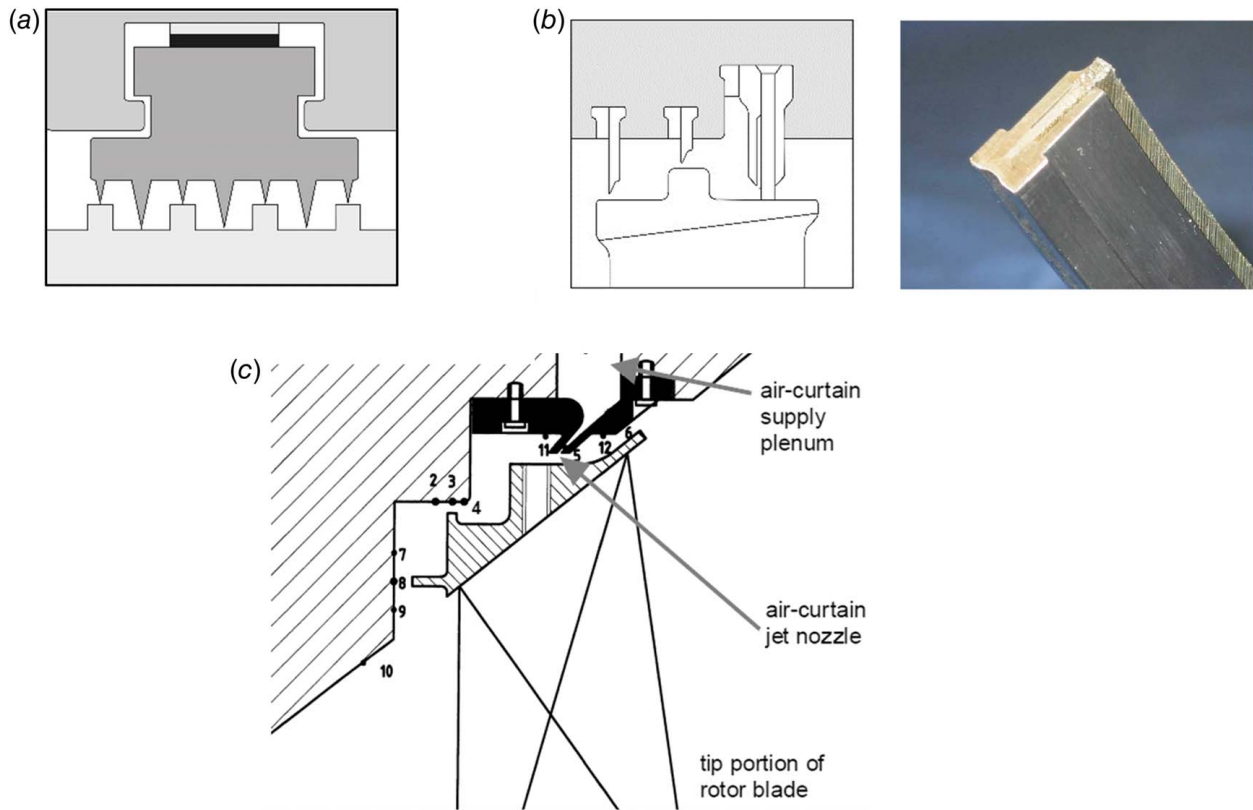 (a)
(b)
(c)
air-curtain
supply
plenum
6
11
5
12
2
3
4
7
8
9
10
air-curtain
jet nozzle
tip portion of
rotor blade